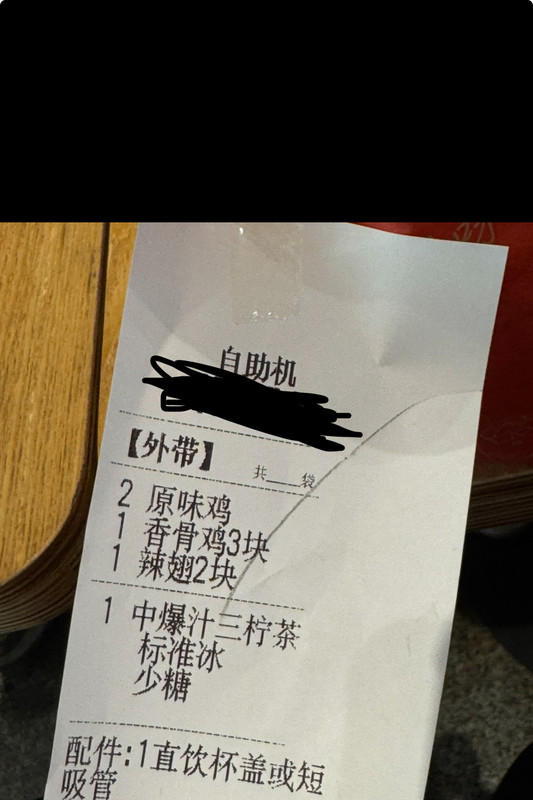 自助机
【外带】 共___袋
2 原味鸡
1 香骨鸡3块
1 辣翅2块
1 中爆汁三柠茶
标准冰
少糖
配件:1直饮杯盖或短
吸管